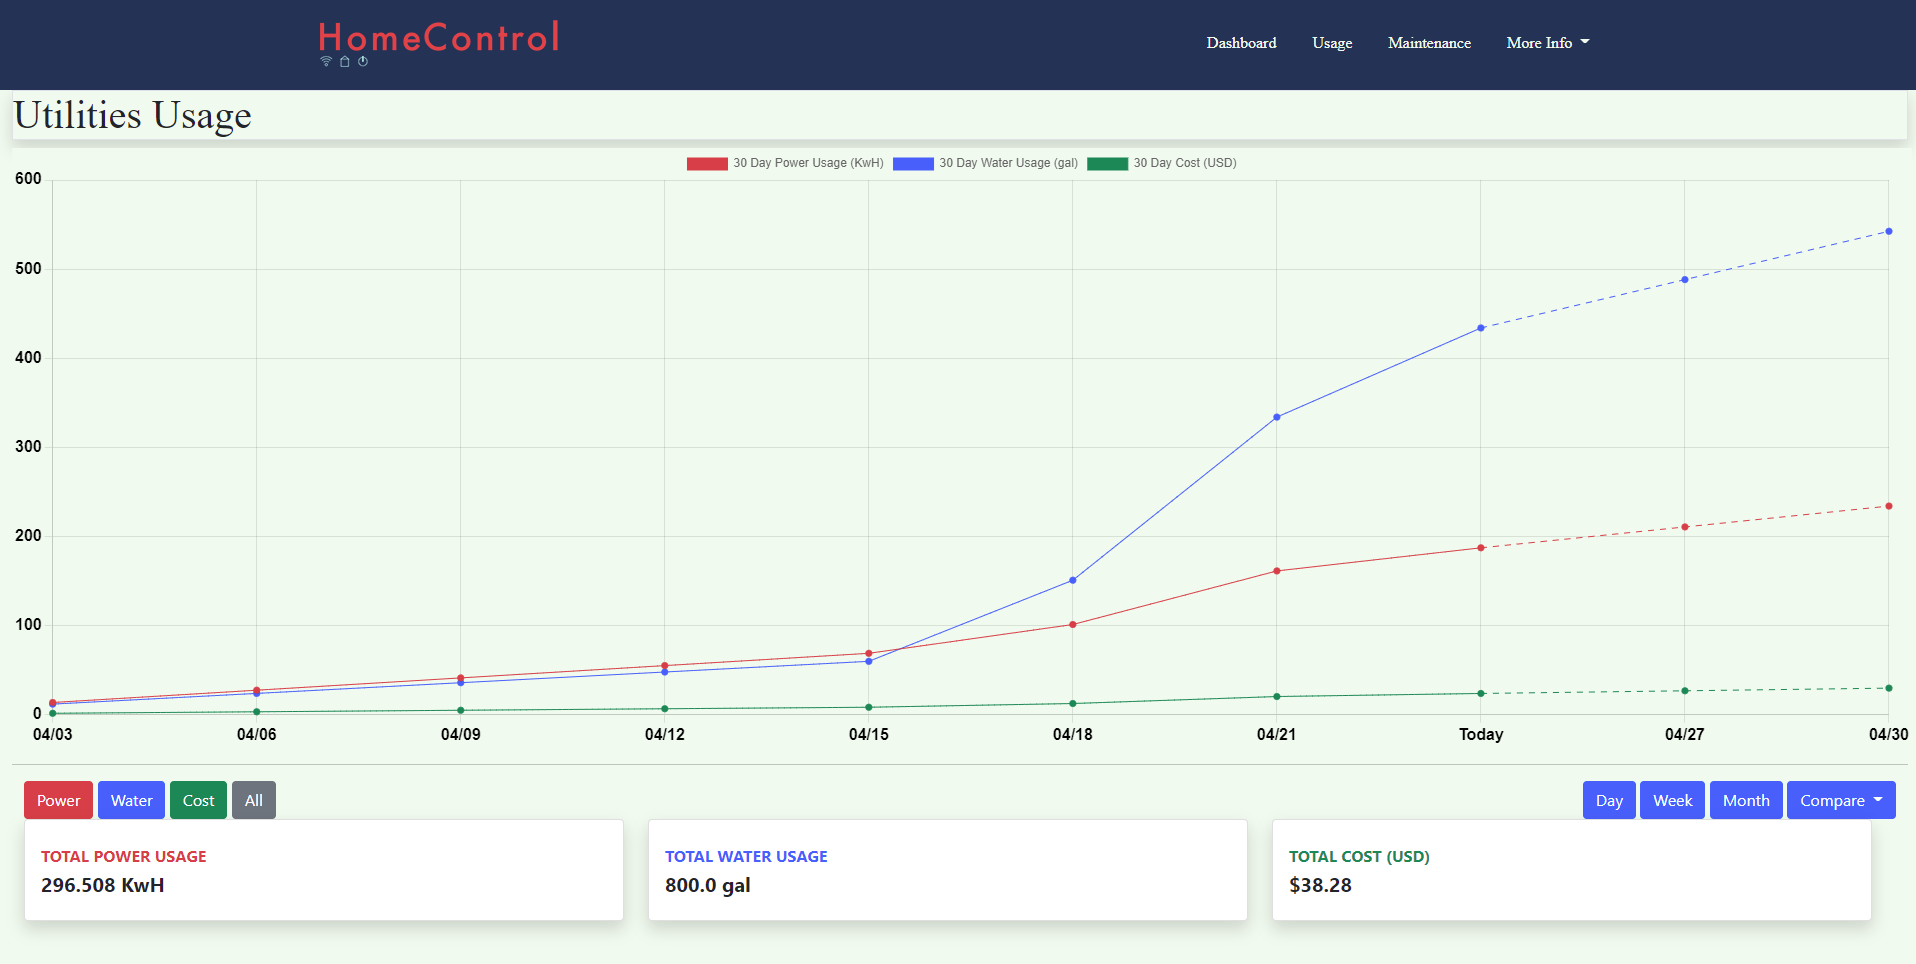 HomeControl
Dashboard Usage Maintenance More Info
Utilities Usage
30 Day Power Usage (KwH) 30 Day Water Usage (gal) 30 Day Cost (USD)
600
500
400
300
200
100
0
04/03 04/06 04/09 04/12 04/15 04/18 04/21 Today 04/27 04/30
Power Water Cost All Day Week Month Compare
TOTAL POWER USAGE
296.508 KwH
TOTAL WATER USAGE
800.0 gal
TOTAL COST (USD)
$38.28